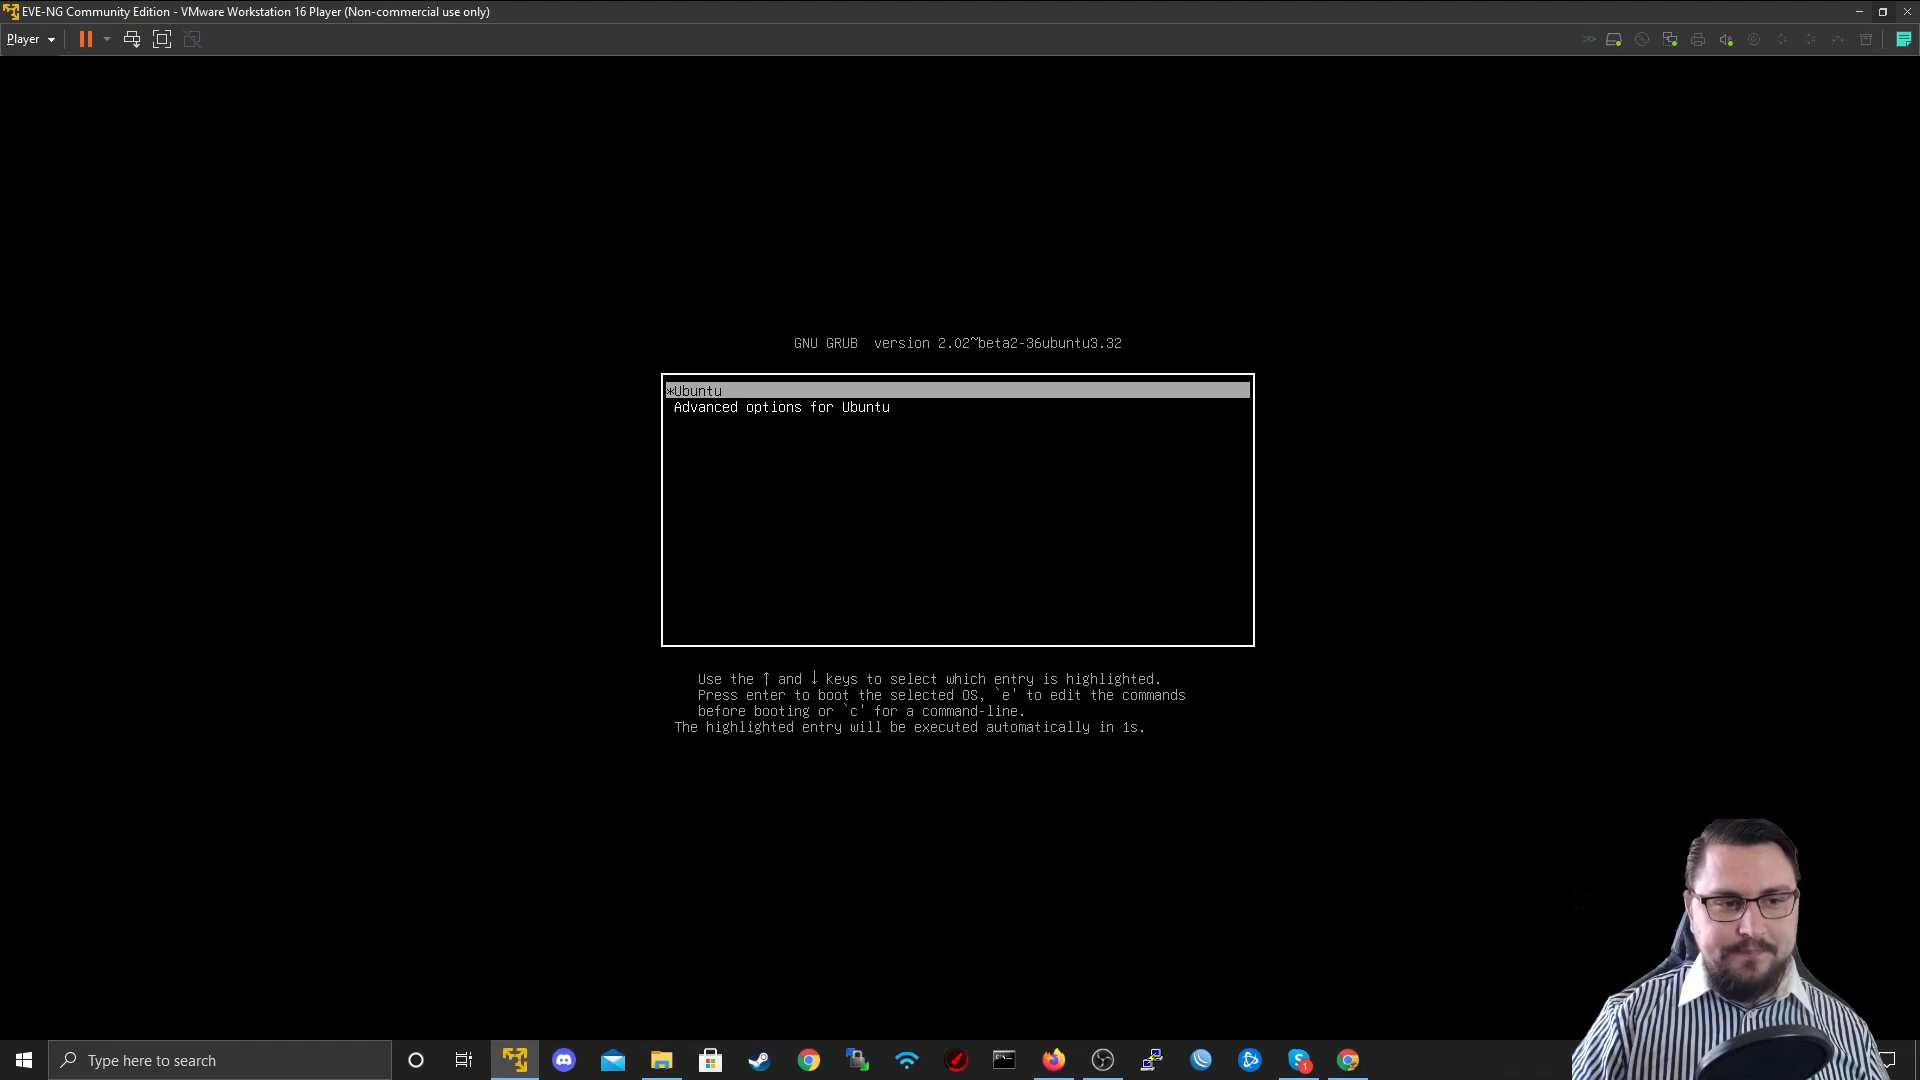 EVE-NG Community Edition - VMware Workstation 16 Player (Non-commercial use only)
Player
GNU GRUB  version 2.02~beta2-36ubuntu3.32
*Ubuntu
Advanced options for Ubuntu
Use the ↑ and ↓ keys to select which entry is highlighted.
Press enter to boot the selected OS, `e' to edit the commands
before booting or `c' for a command-line.
The highlighted entry will be executed automatically in 1s.
Type here to search
1